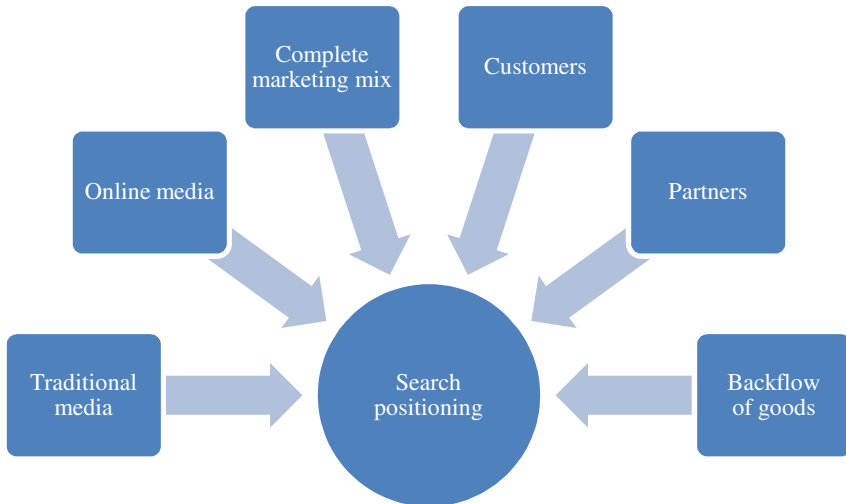 Complete
marketing mix
Customers
Online media
Partners
Traditional
media
Search
positioning
Backflow
of goods